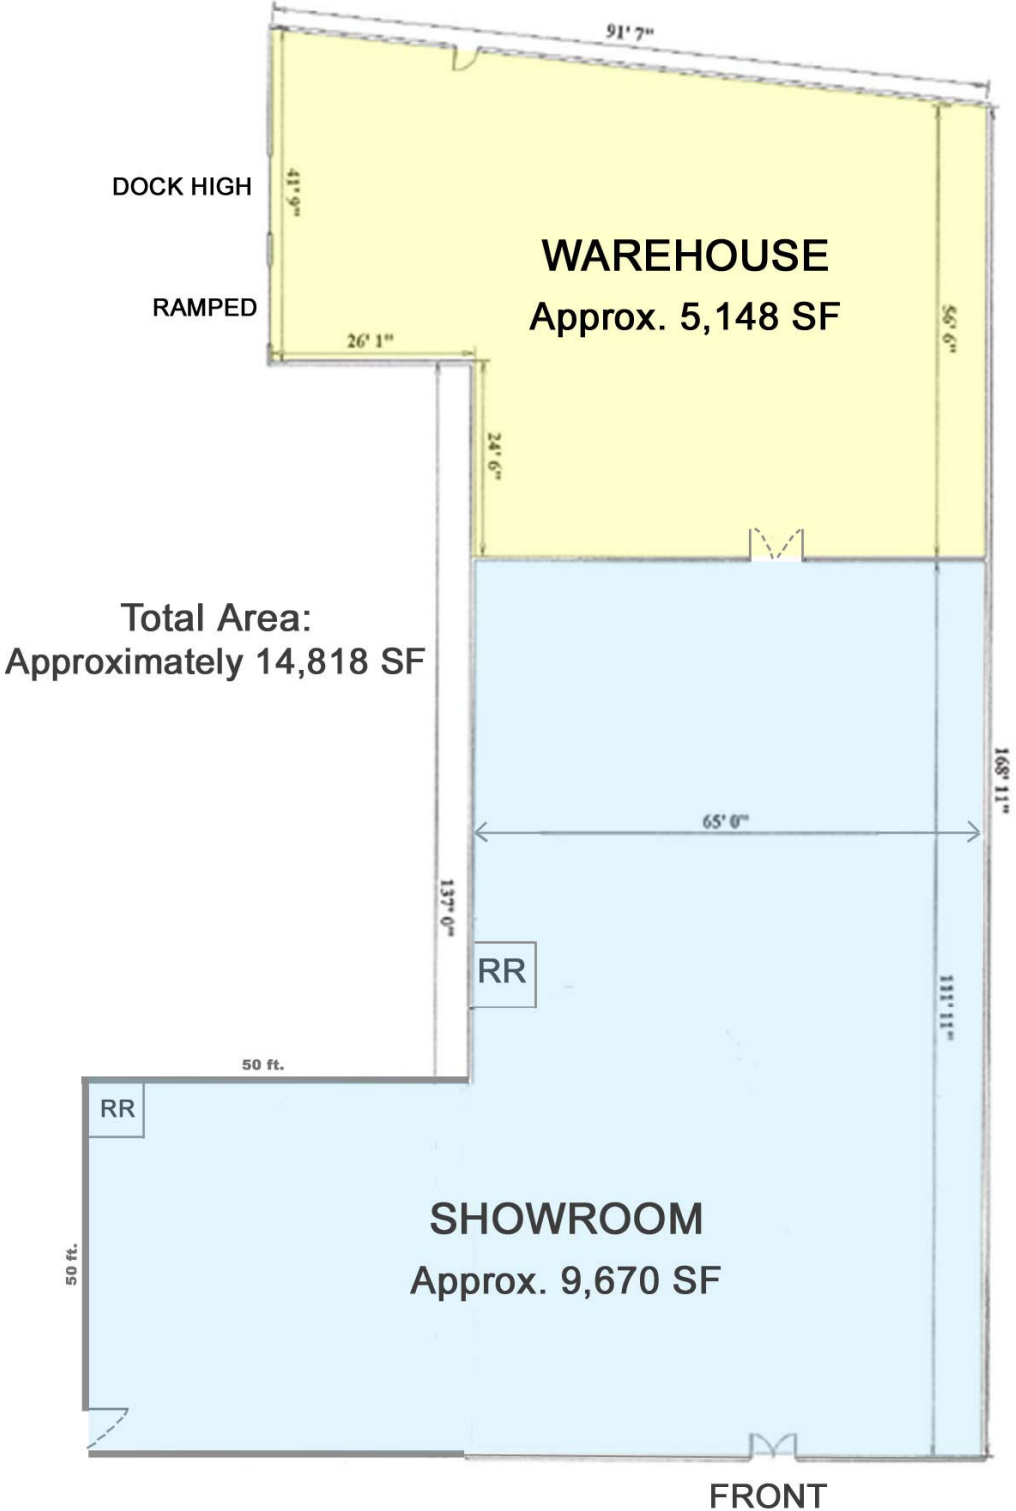 91' 7"
DOCK HIGH
41' 9"
WAREHOUSE
Approx. 5,148 SF
RAMPED
56' 6"
26' 1"
24' 6"
Total Area:
Approximately 14,818 SF
168' 11"
65' 0"
137' 0"
RR
111' 11"
50 ft.
RR
SHOWROOM
50 ft.
Approx. 9,670 SF
FRONT